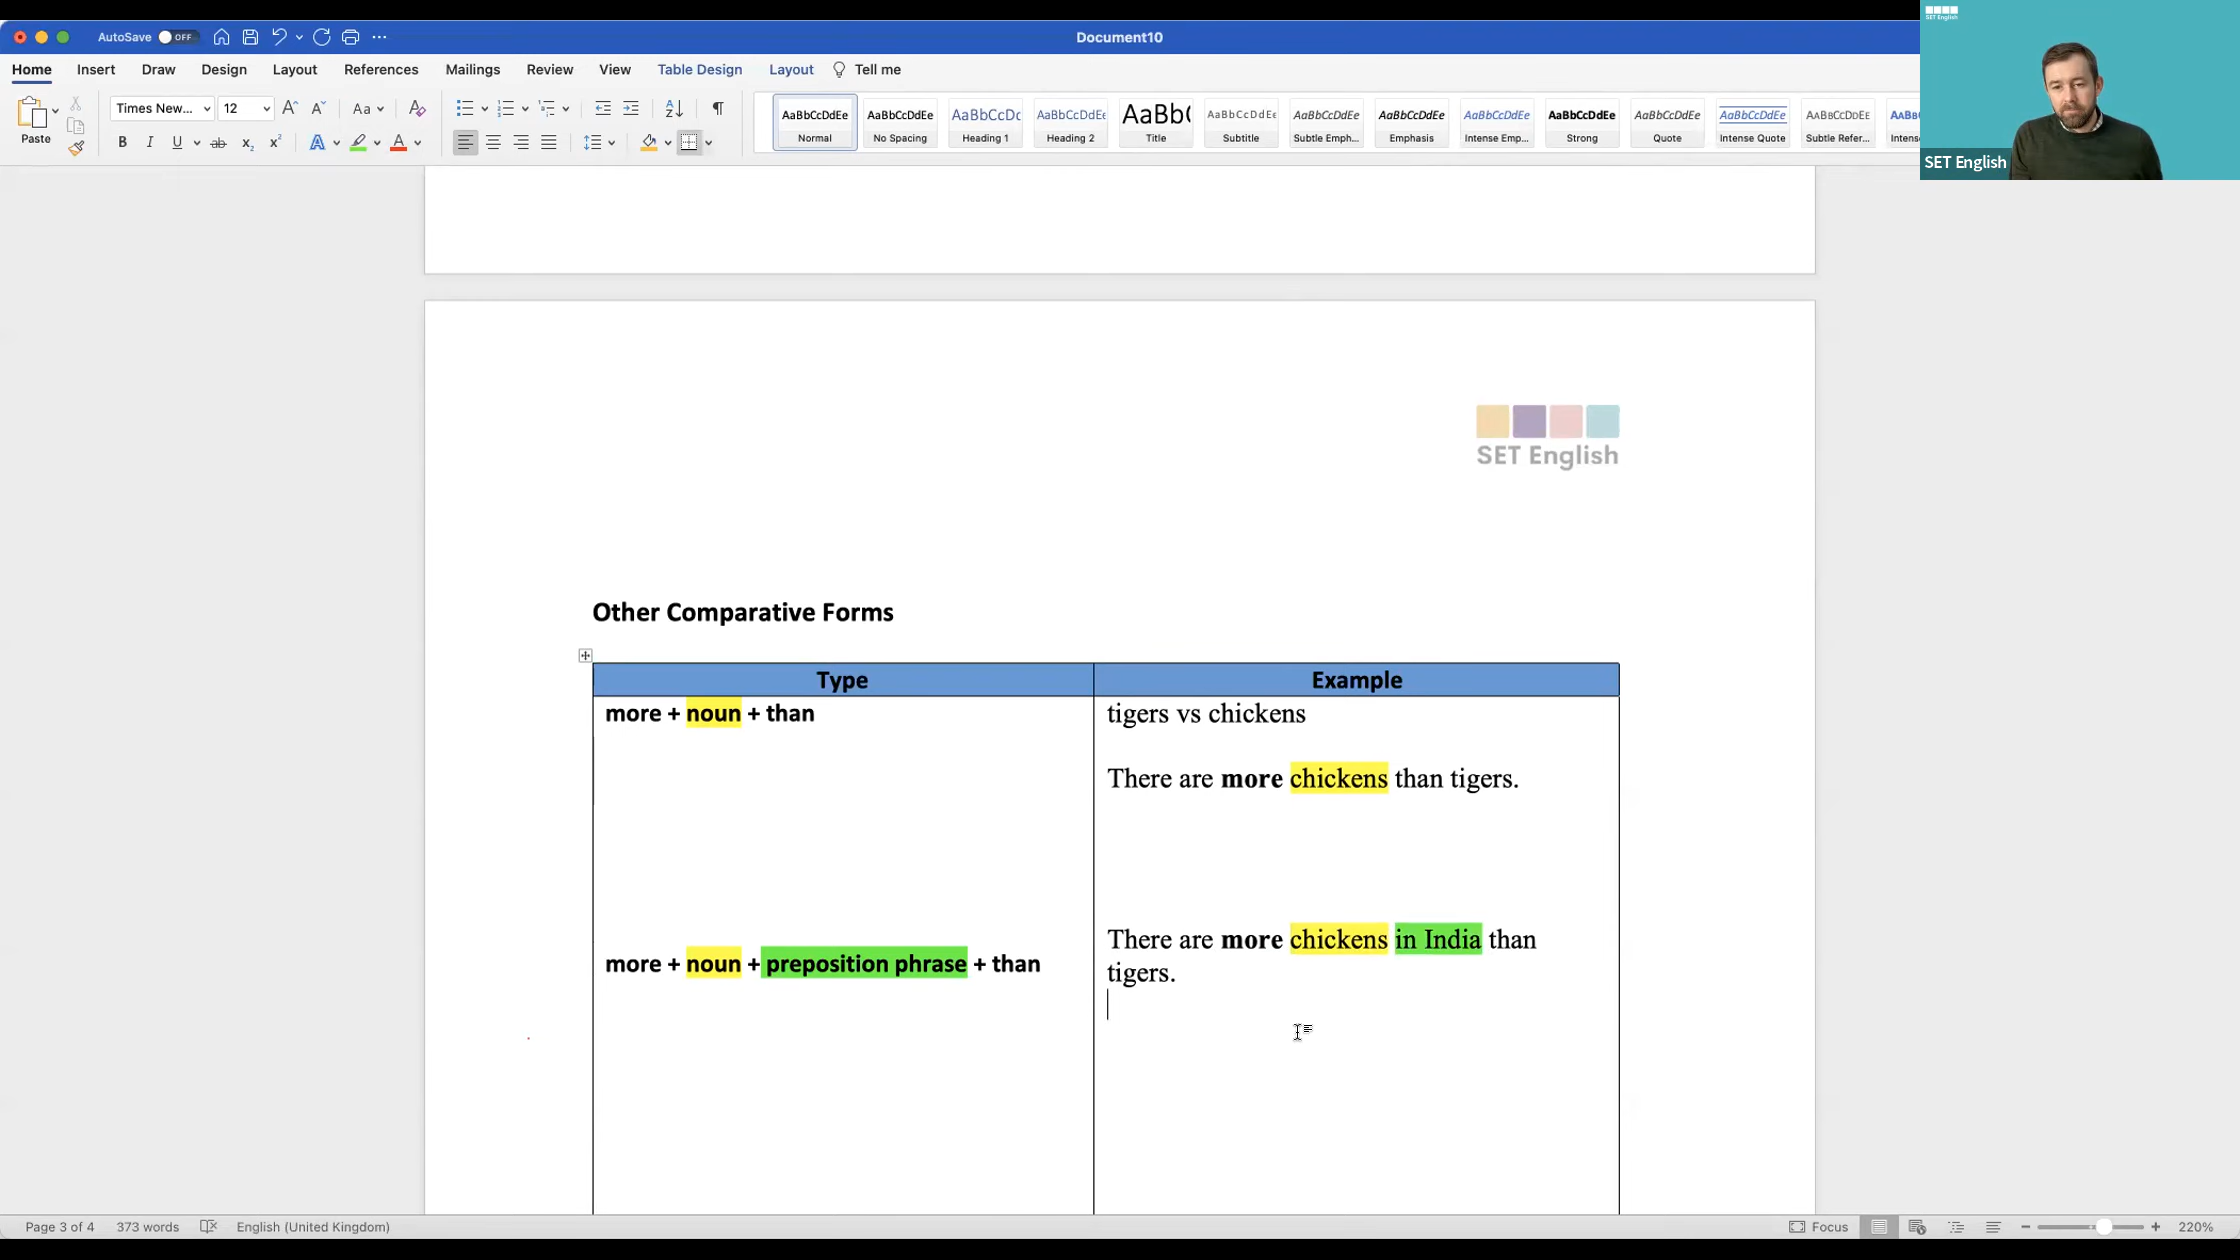 SET English
AutoSave OFF
Document10
Home Insert Draw Design Layout References Mailings Review View Table Design Layout Tell me
Paste
Times New... 12 Aa
AaBbCcDdEe AaBbCcDdEe AaBbCcDc AaBbCcDdEe AaBb( AaBbCcDdEe AaBbCcDdEe AaBbCcDdEe AaBbCcDdEe AaBbCcDdEe AaBbCcDdEe AaBbCcDdEe AaBbCcDdEe AaBb
Normal No Spacing Heading 1 Heading 2 Title Subtitle Subtle Emph... Emphasis Intense Emp... Strong Quote Intense Quote Subtle Refer... Intens
SET English
SET English
Other Comparative Forms
Type Example
more + noun + than
tigers vs chickens
There are more chickens than tigers.
There are more chickens in India than
tigers.
more + noun + preposition phrase + than
Page 3 of 4 373 words English (United Kingdom) Focus 220%